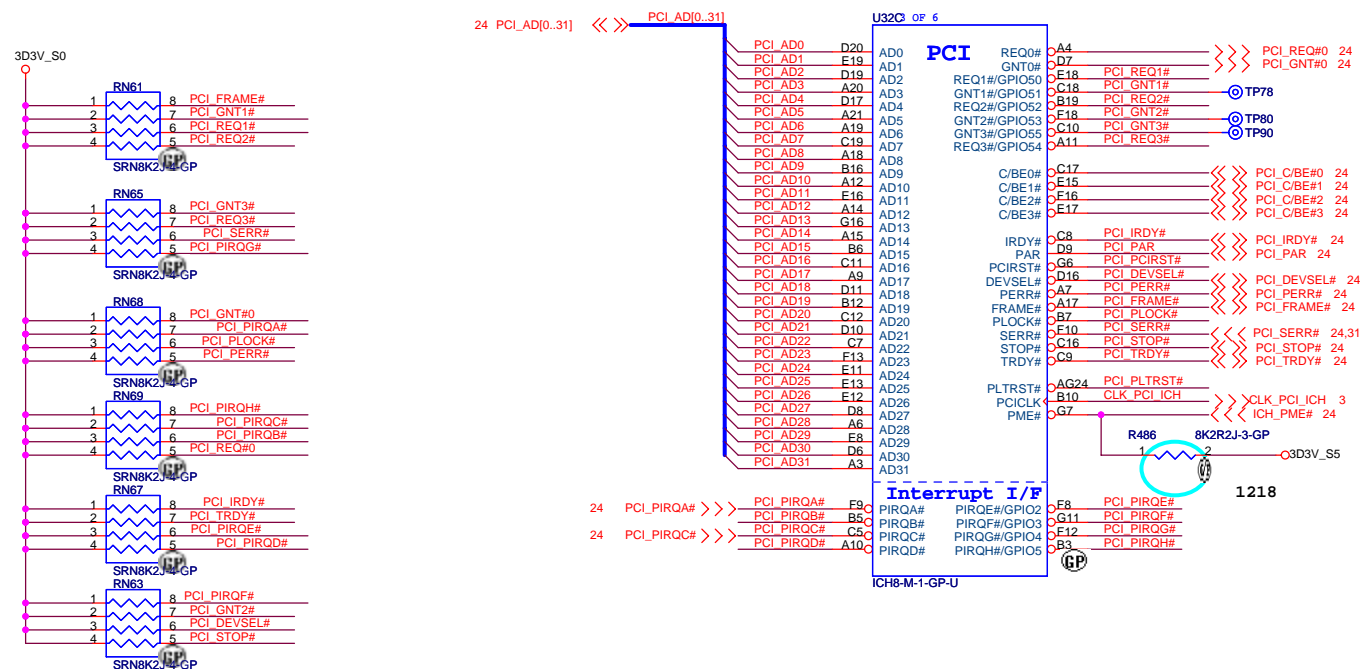 24 PCI_AD[0..31]
PCI_AD[0..31]
3D3V_S0
RN61
1 8 PCI_FRAME#
2 7 PCI_GNT1#
3 6 PCI_REQ1#
4 5 PCI_REQ2#
GP
SRN8K2J-4-GP
RN65
1 8 PCI_GNT3#
2 7 PCI_REQ3#
3 6 PCI_SERR#
4 5 PCI_PIRQG#
GP
SRN8K2J-4-GP
RN68
1 8 PCI_GNT#0
2 7 PCI_PIRQA#
3 6 PCI_PLOCK#
4 5 PCI_PERR#
GP
SRN8K2J-4-GP
RN69
1 8 PCI_PIRQH#
2 7 PCI_PIRQC#
3 6 PCI_PIRQB#
4 5 PCI_REQ#0
GP
SRN8K2J-4-GP
RN67
1 8 PCI_IRDY#
2 7 PCI_TRDY#
3 6 PCI_PIRQE#
4 5 PCI_PIRQD#
GP
SRN8K2J-4-GP
RN63
1 8 PCI_PIRQF#
2 7 PCI_GNT2#
3 6 PCI_DEVSEL#
4 5 PCI_STOP#
GP
SRN8K2J-4-GP
U32C OF 6
PCI
PCI_AD0 D20 AD0
PCI_AD1 E19 AD1
PCI_AD2 D19 AD2
PCI_AD3 A20 AD3
PCI_AD4 D17 AD4
PCI_AD5 A21 AD5
PCI_AD6 A19 AD6
PCI_AD7 C19 AD7
PCI_AD8 A18 AD8
PCI_AD9 B16 AD9
PCI_AD10 A12 AD10
PCI_AD11 E16 AD11
PCI_AD12 A14 AD12
PCI_AD13 G16 AD13
PCI_AD14 A15 AD14
PCI_AD15 B6 AD15
PCI_AD16 C11 AD16
PCI_AD17 A9 AD17
PCI_AD18 D11 AD18
PCI_AD19 B12 AD19
PCI_AD20 C12 AD20
PCI_AD21 D10 AD21
PCI_AD22 C7 AD22
PCI_AD23 F13 AD23
PCI_AD24 E11 AD24
PCI_AD25 E13 AD25
PCI_AD26 E12 AD26
PCI_AD27 D8 AD27
PCI_AD28 A6 AD28
PCI_AD29 E8 AD29
PCI_AD30 D6 AD30
PCI_AD31 A3 AD31
REQ0# A4 PCI_REQ#0 24
GNT0# D7 PCI_GNT#0 24
REQ1#/GPIO50 E18 PCI_REQ1#
GNT1#/GPIO51 C18 PCI_GNT1# TP78
REQ2#/GPIO52 B19 PCI_REQ2#
GNT2#/GPIO53 F18 PCI_GNT2# TP80
GNT3#/GPIO55 C10 PCI_GNT3# TP90
REQ3#/GPIO54 A11 PCI_REQ3#
C/BE0# C17 PCI_C/BE#0 24
C/BE1# E15 PCI_C/BE#1 24
C/BE2# F16 PCI_C/BE#2 24
C/BE3# E17 PCI_C/BE#3 24
IRDY# C8 PCI_IRDY# PCI_IRDY# 24
PAR D9 PCI_PAR PCI_PAR 24
PCIRST# G6 PCI_PCIRST#
DEVSEL# D16 PCI_DEVSEL# PCI_DEVSEL# 24
PERR# A7 PCI_PERR# PCI_PERR# 24
FRAME# A17 PCI_FRAME# PCI_FRAME# 24
PLOCK# B7 PCI_PLOCK#
SERR# F10 PCI_SERR# PCI_SERR# 24,31
STOP# C16 PCI_STOP# PCI_STOP# 24
TRDY# C9 PCI_TRDY# PCI_TRDY# 24
PLTRST# AG24 PCI_PLTRST#
PCICLK B10 CLK_PCI_ICH CLK_PCI_ICH 3
PME# G7 ICH_PME# 24
R486 8K2R2J-3-GP
1 2 3D3V_S5
1218
Interrupt I/F
24 PCI_PIRQA# PCI_PIRQA# F9 PIRQA# PIRQE#/GPIO2 F8 PCI_PIRQE#
PCI_PIRQB# B5 PIRQB# PIRQF#/GPIO3 G11 PCI_PIRQF#
24 PCI_PIRQC# PCI_PIRQC# C5 PIRQC# PIRQG#/GPIO4 F12 PCI_PIRQG#
PCI_PIRQD# A10 PIRQD# PIRQH#/GPIO5 B3 PCI_PIRQH#
GP
ICH8-M-1-GP-U